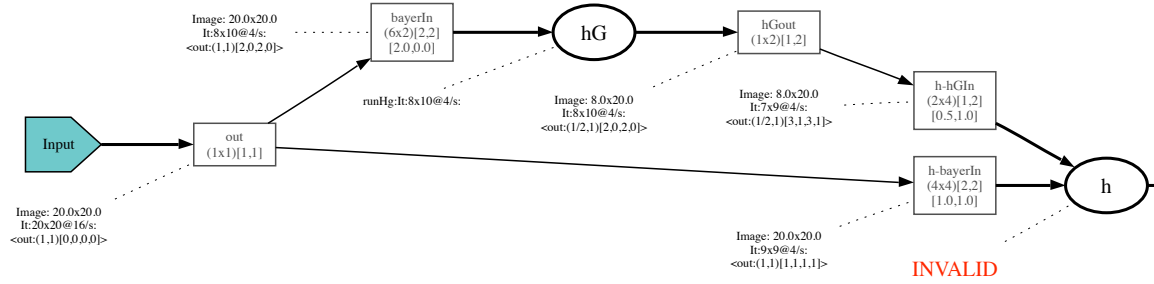 Image: 20.0x20.0
It:8x10@4/s:
<out:(1,1)[2,0,2,0]>
bayerIn
(6x2)[2,2]
[2.0,0.0]
hG
hGout
(1x2)[1,2]
runHg:It:8x10@4/s:
Image: 8.0x20.0
It:8x10@4/s:
<out:(1/2,1)[2,0,2,0]>
Image: 8.0x20.0
It:7x9@4/s:
<out:(1/2,1)[3,1,3,1]>
h-hGIn
(2x4)[1,2]
[0.5,1.0]
Input
out
(1x1)[1,1]
h-bayerIn
(4x4)[2,2]
[1.0,1.0]
h
Image: 20.0x20.0
It:20x20@16/s:
<out:(1,1)[0,0,0,0]>
Image: 20.0x20.0
It:9x9@4/s:
<out:(1,1)[1,1,1,1]>
INVALID